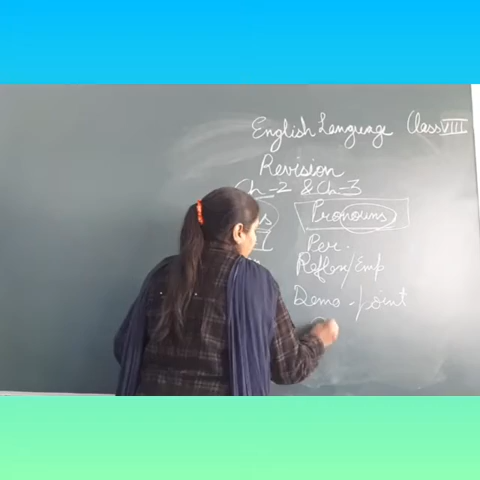 English Language Class VIII
Revision
Ch-2 & Ch-3
Pronouns
Per.
Reflex/Emp
Demo - point